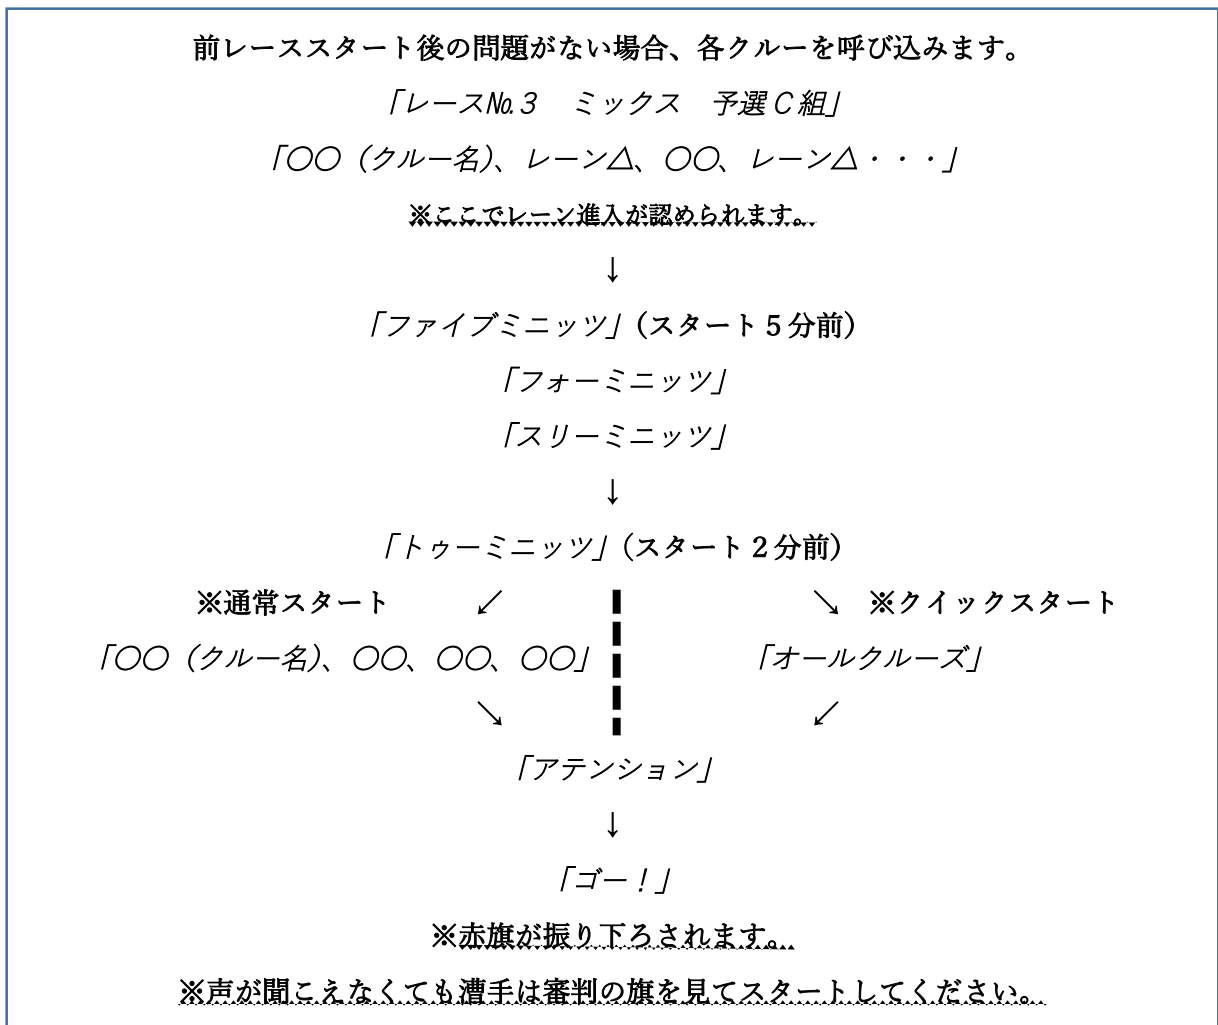 前レーススタート後の問題がない場合、各クルーを呼び込みます。
「レース№３　ミックス　予選Ｃ組」
「〇〇（クルー名）、レーン△、〇〇、レーン△・・・」
※ここでレーン進入が認められます。
↓
「ファイブミニッツ」（スタート５分前）
「フォーミニッツ」
「スリーミニッツ」
↓
「トゥーミニッツ」（スタート２分前）
※通常スタート　↙　↘　※クイックスタート
「〇〇（クルー名）、〇〇、〇〇、〇〇」　「オールクルーズ」
↘　↙
「アテンション」
↓
「ゴー！」
※赤旗が振り下ろされます。
※声が聞こえなくても漕手は審判の旗を見てスタートしてください。